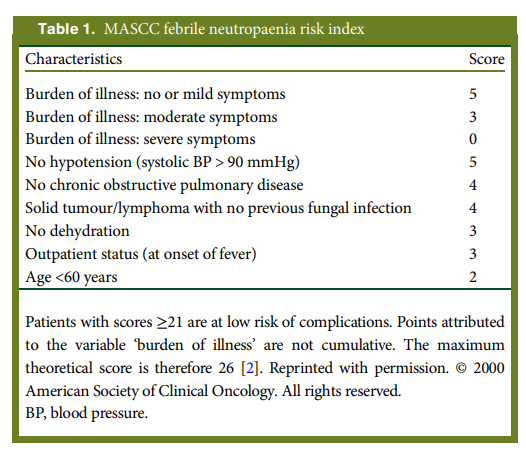 Table 1. MASCC febrile neutropaenia risk index
Characteristics Score
Burden of illness: no or mild symptoms 5
Burden of illness: moderate symptoms 3
Burden of illness: severe symptoms 0
No hypotension (systolic BP > 90 mmHg) 5
No chronic obstructive pulmonary disease 4
Solid tumour/lymphoma with no previous fungal infection 4
No dehydration 3
Outpatient status (at onset of fever) 3
Age <60 years 2
Patients with scores ≥21 are at low risk of complications. Points attributed
to the variable ‘burden of illness’ are not cumulative. The maximum
theoretical score is therefore 26 [2]. Reprinted with permission. © 2000
American Society of Clinical Oncology. All rights reserved.
BP, blood pressure.